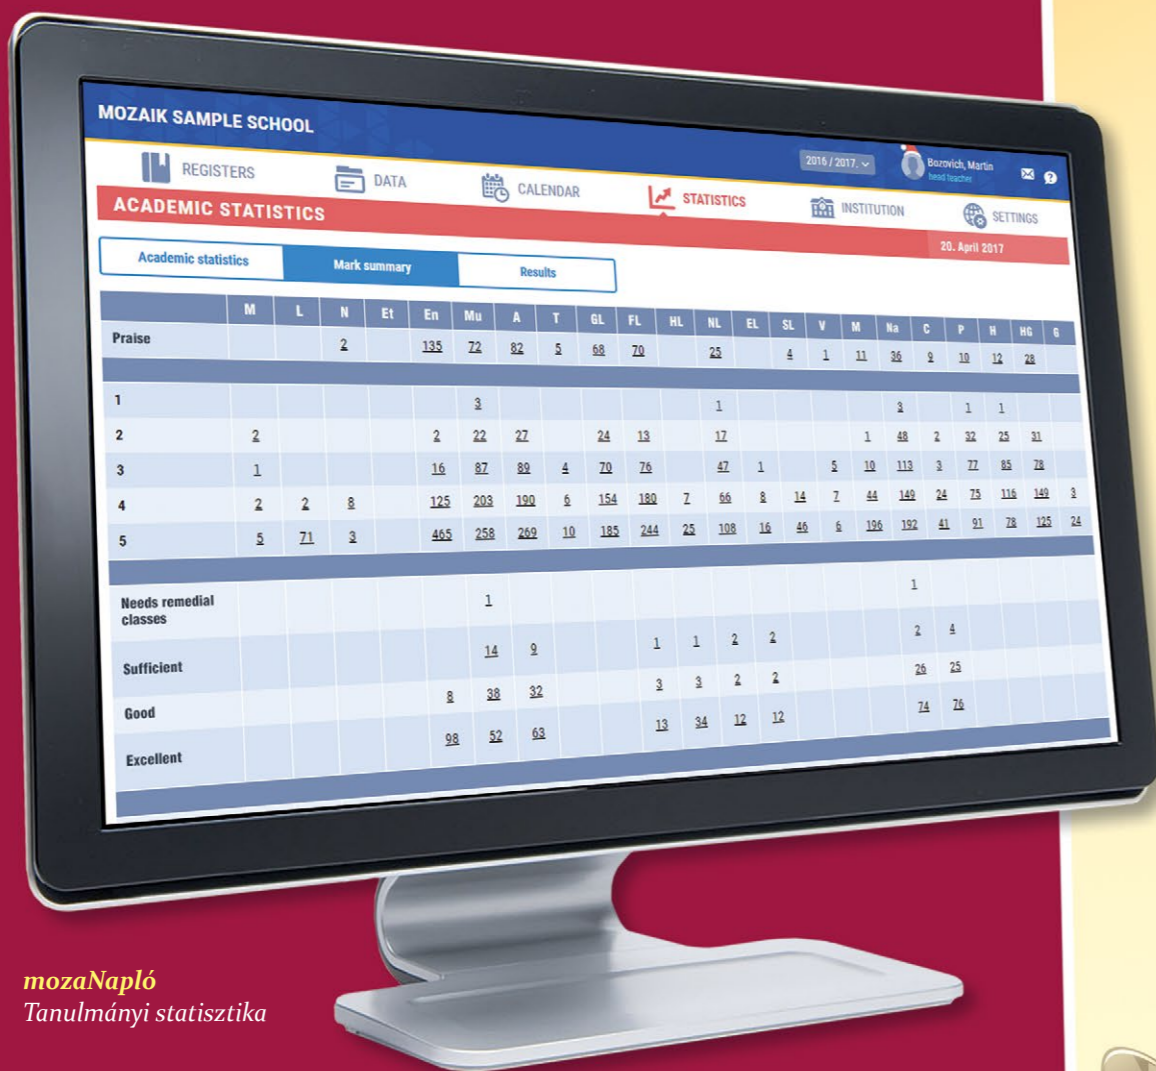 MOZAIK SAMPLE SCHOOL
2016 / 2017.
Bozovich, Martin
head teacher
REGISTERS DATA CALENDAR STATISTICS INSTITUTION SETTINGS
ACADEMIC STATISTICS
20. April 2017
Academic statistics Mark summary Results
M L N Et En Mu A T GL FL HL NL EL SL V M Na C P H HG G
Praise 2 135 72 82 5 68 70 25 4 1 11 36 9 10 12 28
1 3 1 3 1 1
2 2 2 22 27 24 13 17 1 48 2 32 25 31
3 1 16 87 89 4 70 76 47 1 5 10 113 3 77 85 78
4 2 2 8 125 203 190 6 154 180 7 66 8 14 7 44 149 24 75 116 149 3
5 5 71 3 465 258 269 10 185 244 25 108 16 46 6 196 192 41 91 78 125 24
Needs remedial
classes 1 1
Sufficient 14 9 1 1 2 2 2 4
Good 8 38 32 3 3 2 2 26 25
Excellent 98 52 63 13 34 12 12 74 76
mozaNapló
Tanulmányi statisztika